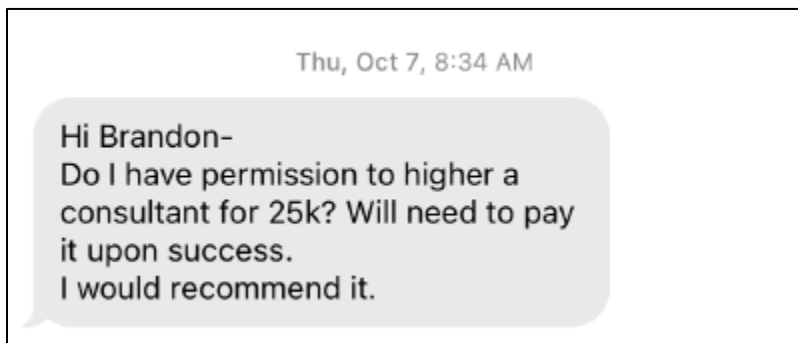 Thu, Oct 7, 8:34 AM
Hi Brandon-
Do I have permission to higher a
consultant for 25k? Will need to pay
it upon success.
I would recommend it.